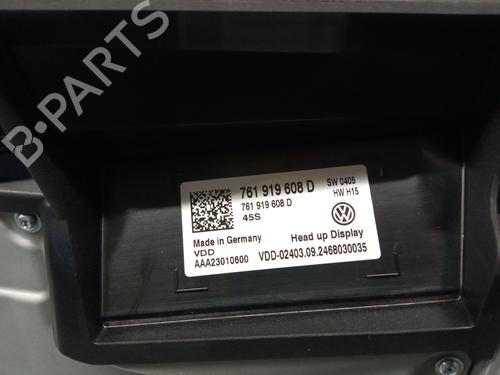 B-PARTS
761 919 608 D
SW 0405
761 919 608 D
HW H15
45S
Made in Germany
Head up Display
VDD
AAA23010600
VDD-02403.09.2468030035